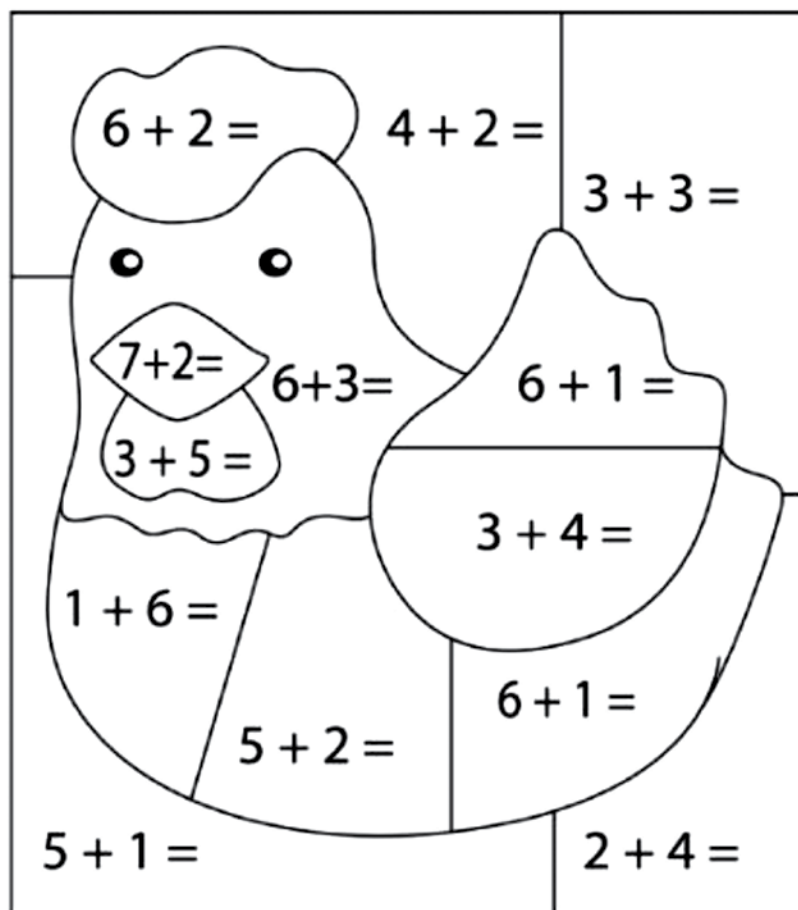 6 + 2 =
4 + 2 =
3 + 3 =
7+2=
6+3=
6 + 1 =
3 + 5 =
3 + 4 =
1 + 6 =
6 + 1 =
5 + 2 =
5 + 1 =
2 + 4 =